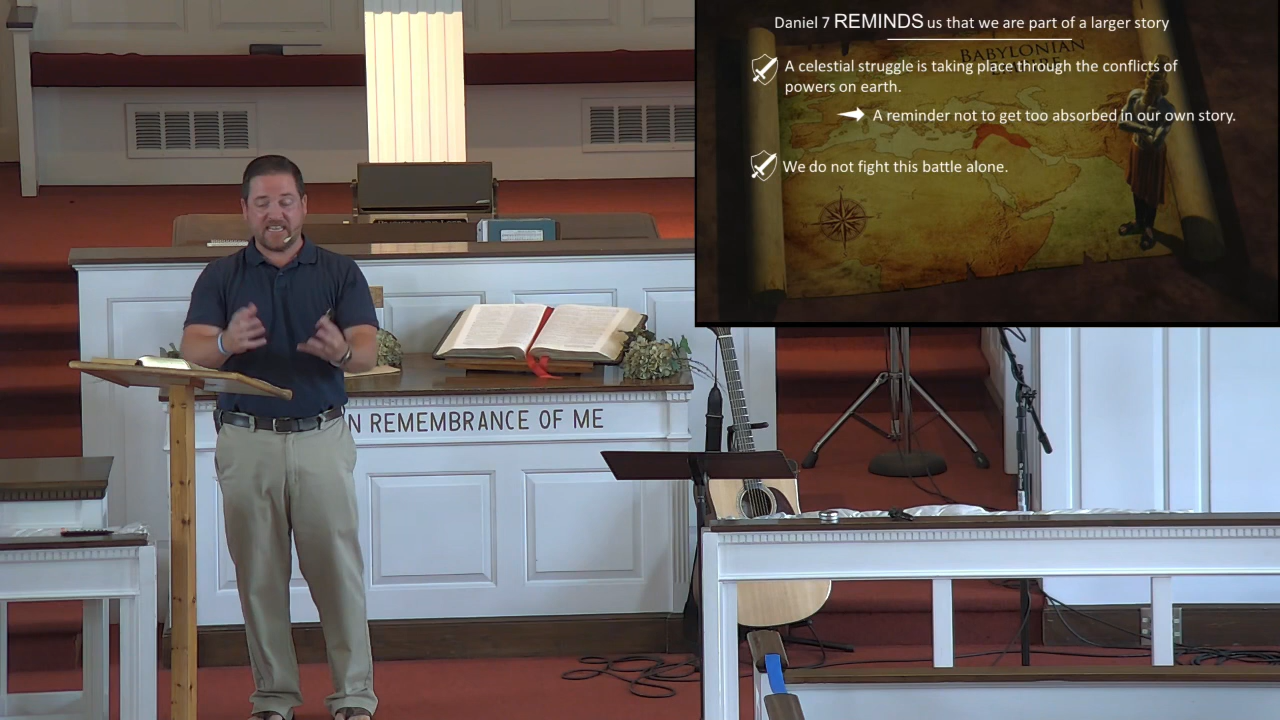 Daniel 7 REMINDS us that we are part of a larger story
BABYLONIAN
A celestial struggle is taking place through the conflicts of
powers on earth.
A reminder not to get too absorbed in our own story.
We do not fight this battle alone.
N REMEMBRANCE OF ME